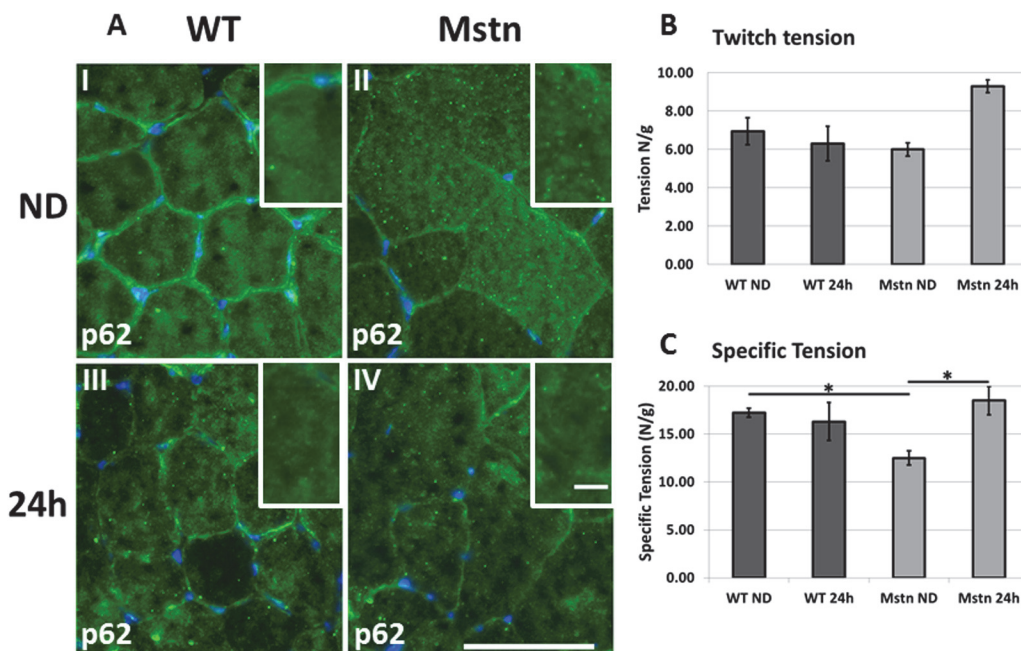 A WT Mstn
ND
24h
I
II
p62
p62
III
IV
p62
p62
B Twitch tension
Tension N/g
10.00
8.00
6.00
4.00
2.00
0.00
WT ND WT 24h Mstn ND Mstn 24h
C Specific Tension
Specific Tension (N/g)
20.00
15.00
10.00
5.00
0.00
* *
WT ND WT 24h Mstn ND Mstn 24h